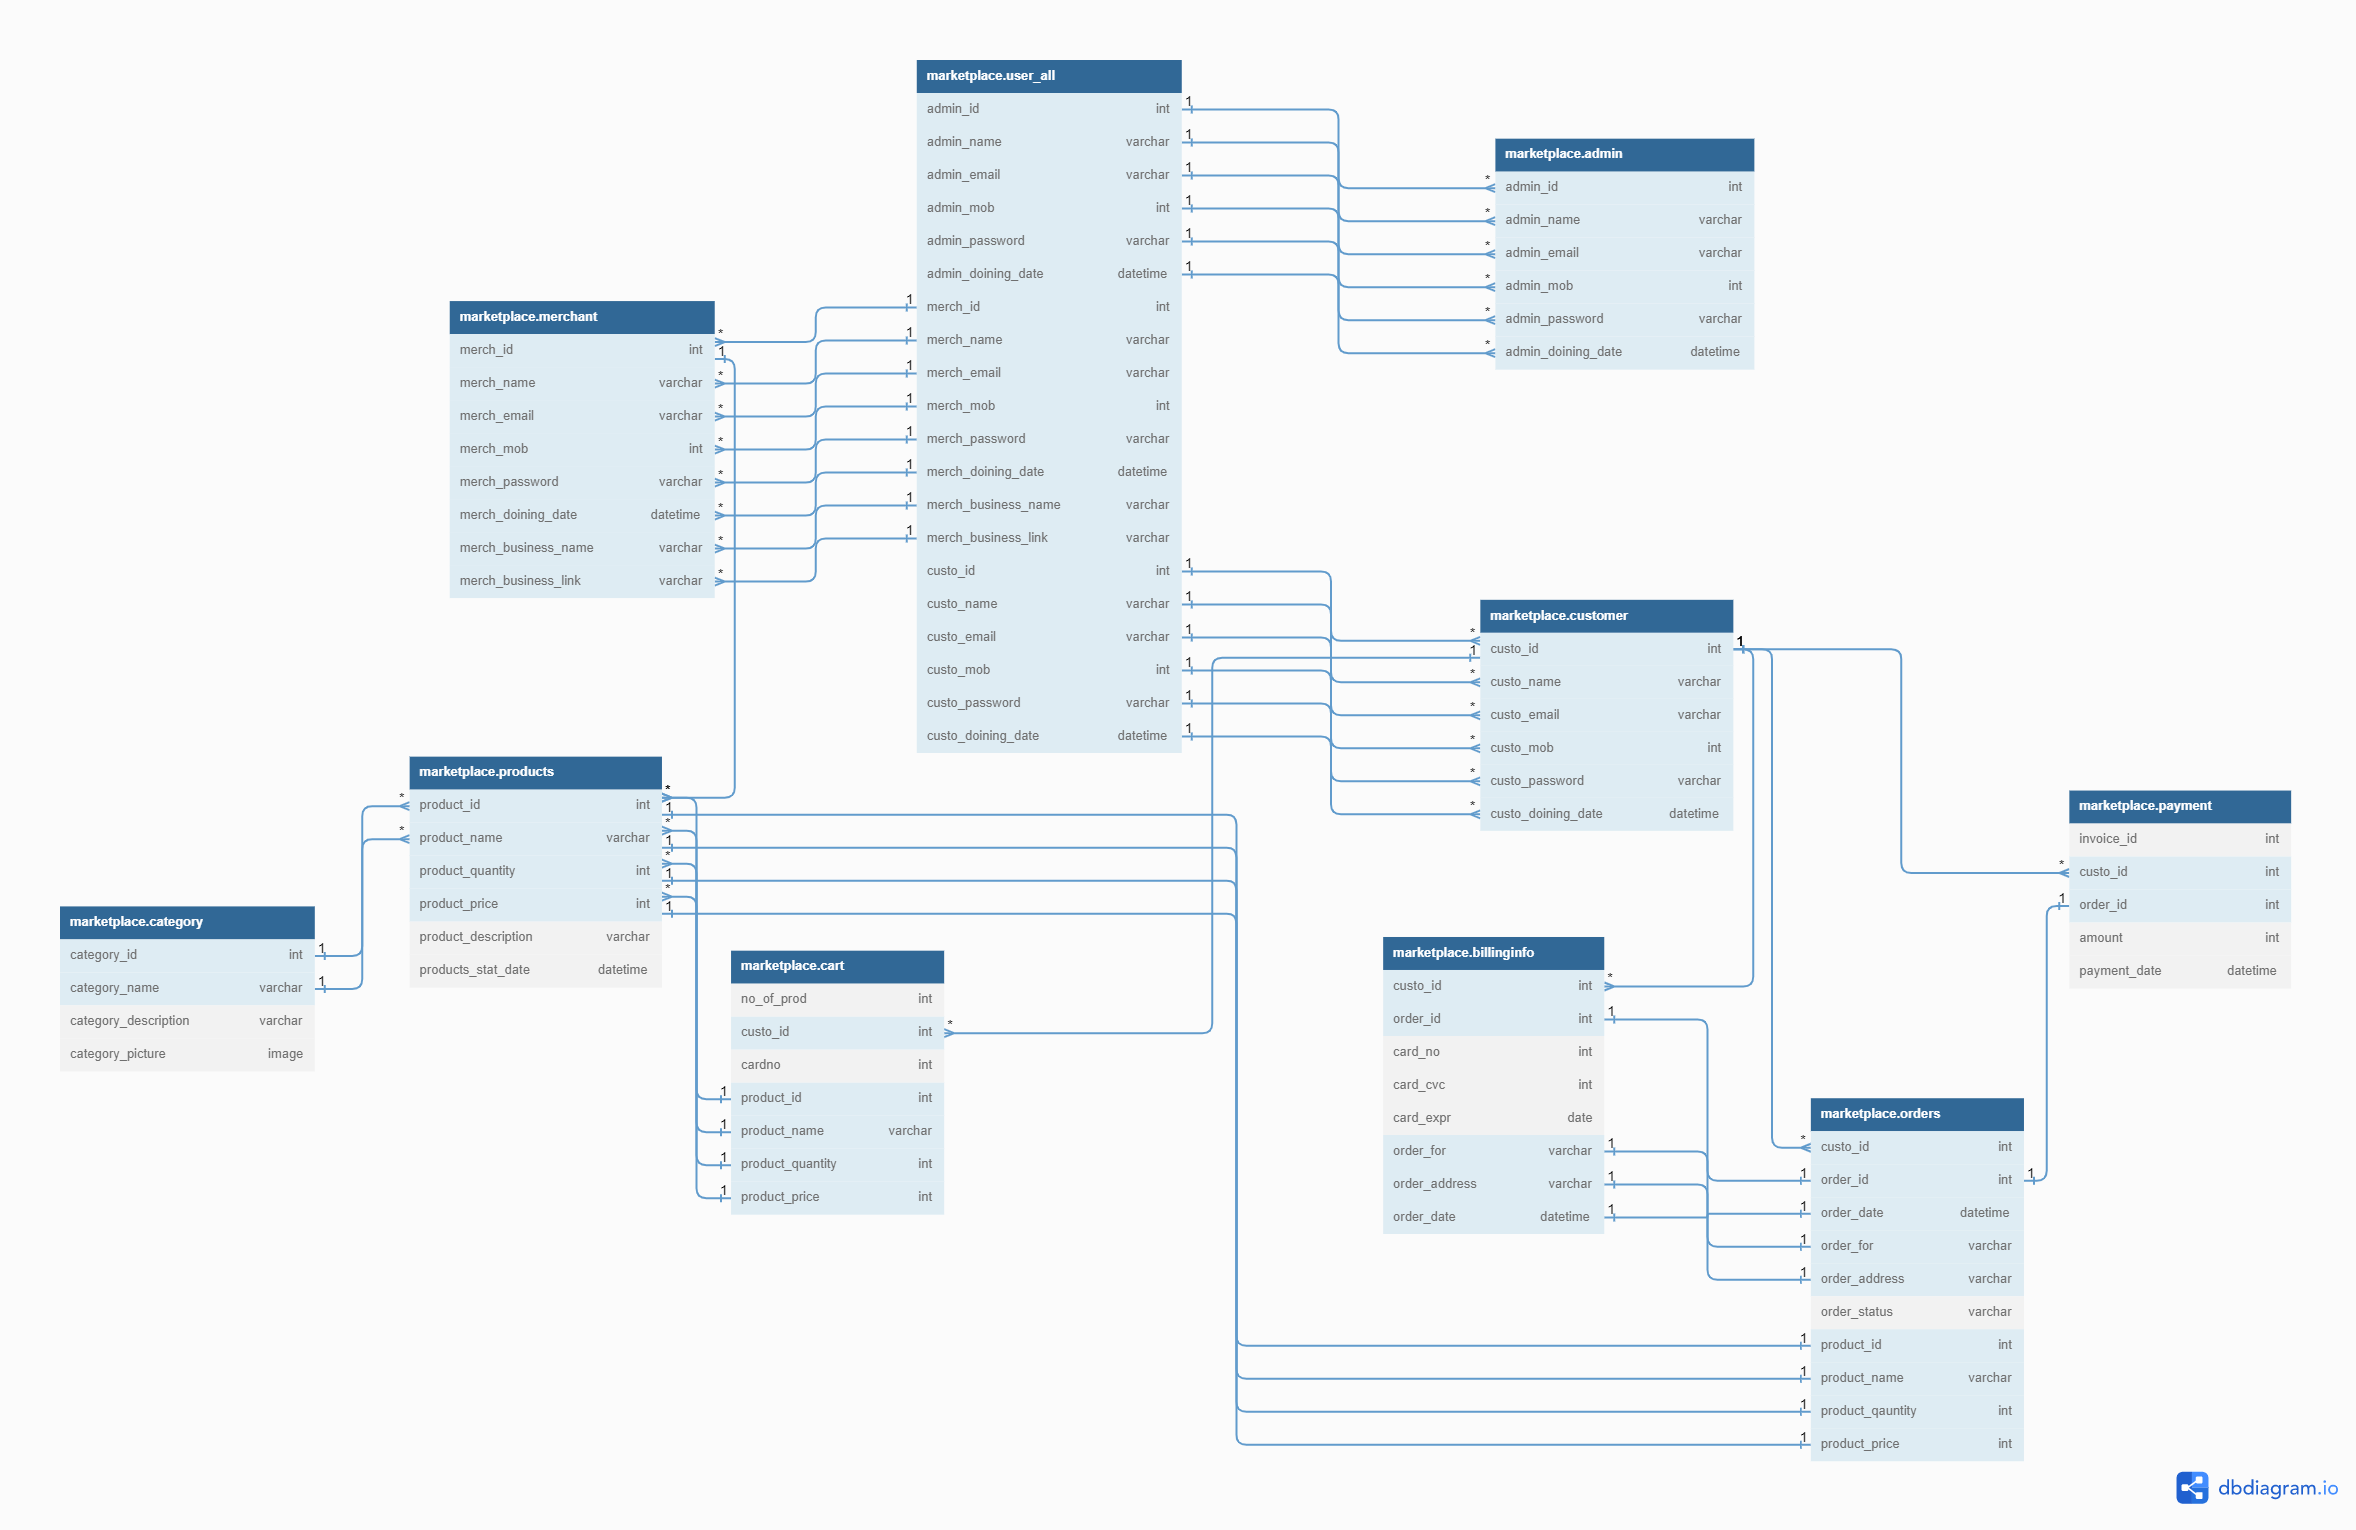 marketplace.user_all
admin_id int
admin_name varchar
admin_email varchar
admin_mob int
admin_password varchar
admin_doining_date datetime
merch_id int
merch_name varchar
merch_email varchar
merch_mob int
merch_password varchar
merch_doining_date datetime
merch_business_name varchar
merch_business_link varchar
custo_id int
custo_name varchar
custo_email varchar
custo_mob int
custo_password varchar
custo_doining_date datetime
marketplace.admin
admin_id int
admin_name varchar
admin_email varchar
admin_mob int
admin_password varchar
admin_doining_date datetime
marketplace.merchant
merch_id int
merch_name varchar
merch_email varchar
merch_mob int
merch_password varchar
merch_doining_date datetime
merch_business_name varchar
merch_business_link varchar
marketplace.customer
custo_id int
custo_name varchar
custo_email varchar
custo_mob int
custo_password varchar
custo_doining_date datetime
marketplace.products
product_id int
product_name varchar
product_quantity int
product_price int
product_description varchar
products_stat_date datetime
marketplace.payment
invoice_id int
custo_id int
order_id int
amount int
payment_date datetime
marketplace.category
category_id int
category_name varchar
category_description varchar
category_picture image
marketplace.cart
no_of_prod int
custo_id int
cardno int
product_id int
product_name varchar
product_quantity int
product_price int
marketplace.billinginfo
custo_id int
order_id int
card_no int
card_cvc int
card_expr date
order_for varchar
order_address varchar
order_date datetime
marketplace.orders
custo_id int
order_id int
order_date datetime
order_for varchar
order_address varchar
order_status varchar
product_id int
product_name varchar
product_qauntity int
product_price int
dbdiagram.io